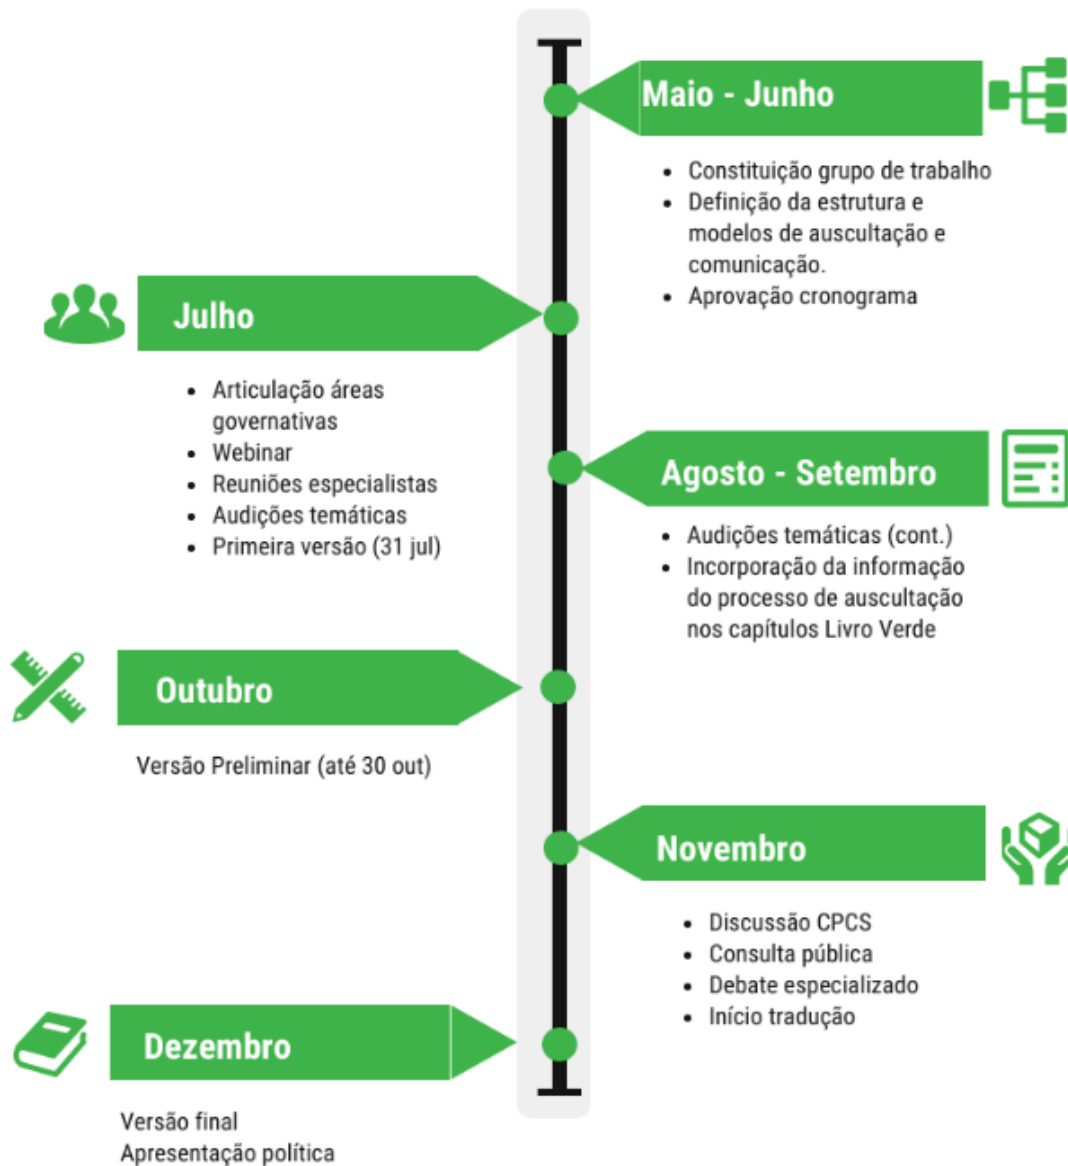 Maio - Junho
• Constituição grupo de trabalho
• Definição da estrutura e
modelos de auscultação e
comunicação.
• Aprovação cronograma
Julho
• Articulação áreas
governativas
• Webinar
• Reuniões especialistas
• Audições temáticas
• Primeira versão (31 jul)
Agosto - Setembro
• Audições temáticas (cont.)
• Incorporação da informação
do processo de auscultação
nos capítulos Livro Verde
Outubro
Versão Preliminar (até 30 out)
Novembro
• Discussão CPCS
• Consulta pública
• Debate especializado
• Início tradução
Dezembro
Versão final
Apresentação política